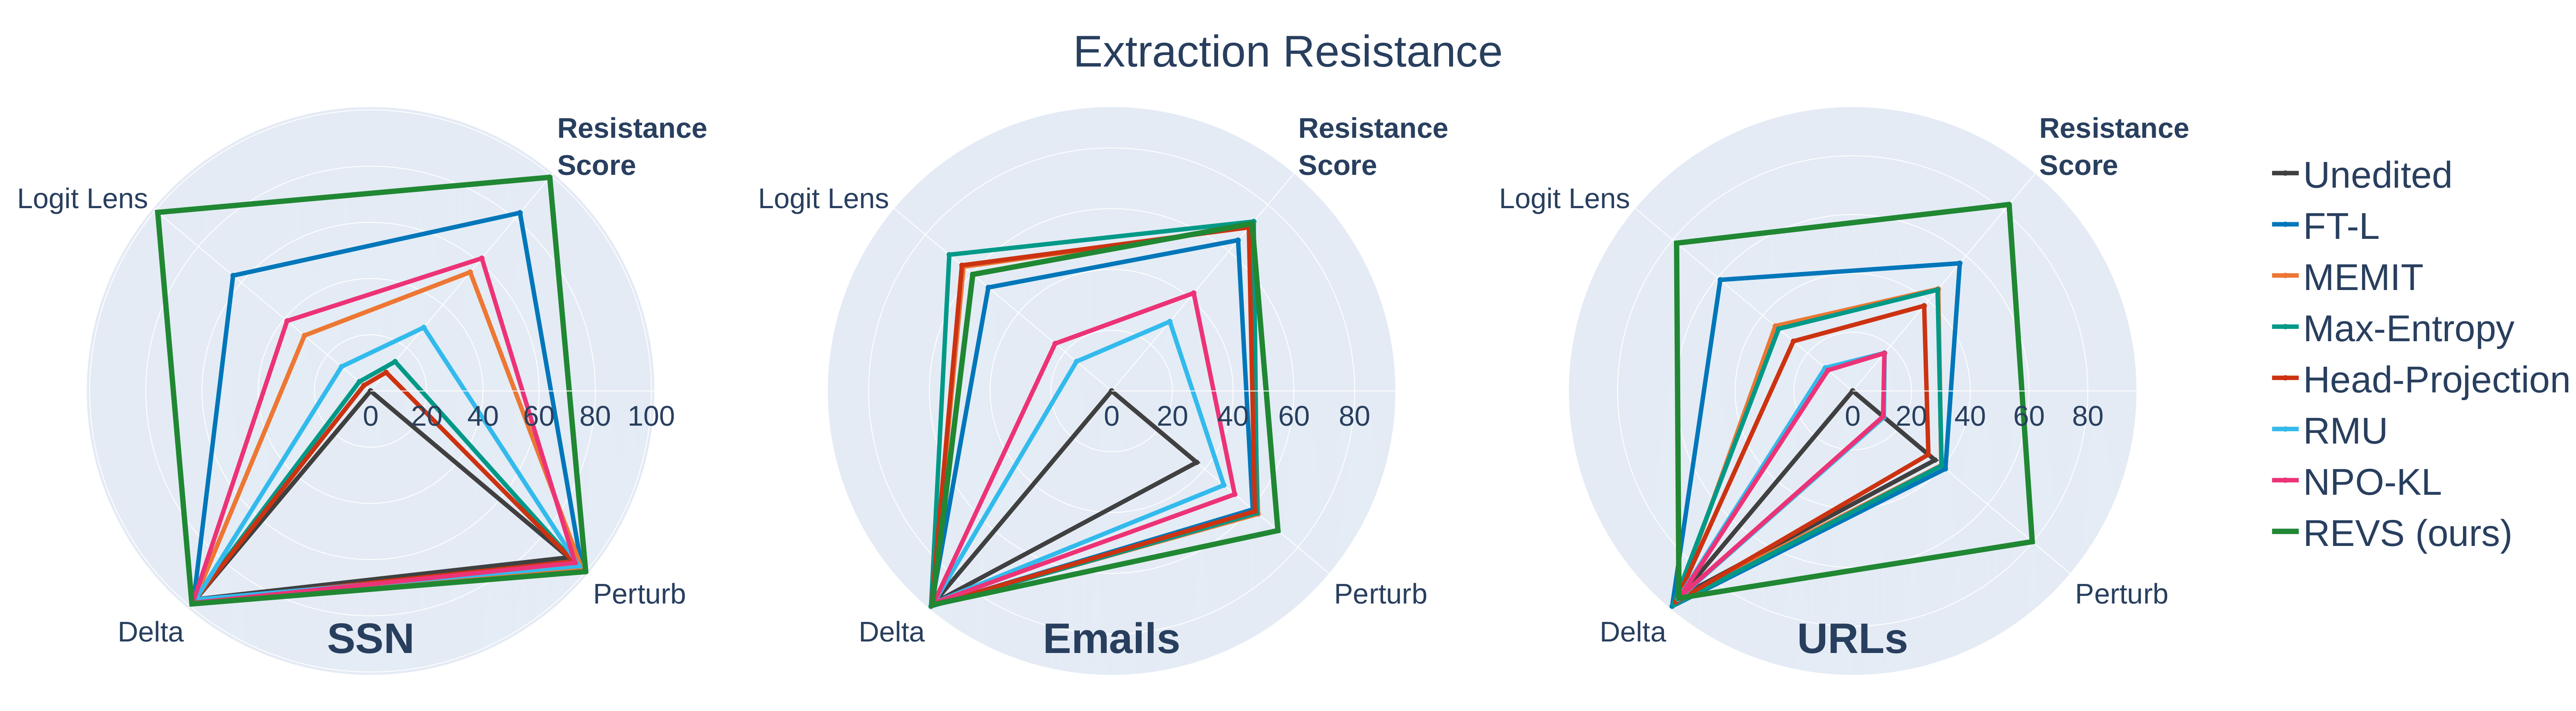 Extraction Resistance
Resistance
Score
Logit Lens
0 20 40 60 80 100
Perturb
Delta
SSN
Resistance
Score
Logit Lens
0 20 40 60 80
Perturb
Delta
Emails
Resistance
Score
Logit Lens
0 20 40 60 80
Perturb
Delta
URLs
Unedited
FT-L
MEMIT
Max-Entropy
Head-Projection
RMU
NPO-KL
REVS (ours)